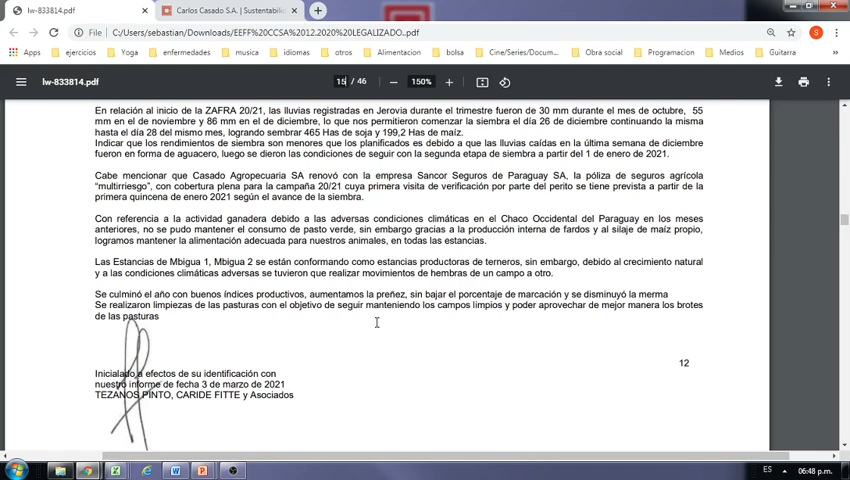 lw-833814.pdf
Carlos Casado S.A. | Sustentabilid
File
C:/Users/sebastian/Downloads/EEFF%20CCSA%2012.2020%20LEGALIZADO..pdf
Apps
ejercicios
Yoga
enfermedades
musica
idiomas
otros
Alimentacion
bolsa
Cine/Series/Docum...
Obra social
Programacion
Medios
Guitarra
lw-833814.pdf
15 / 46
150%
En relación al inicio de la ZAFRA 20/21, las lluvias registradas en Jerovia durante el trimestre fueron de 30 mm durante el mes de octubre, 55
mm en el de noviembre y 86 mm en el de diciembre, lo que nos permitieron comenzar la siembra el día 26 de diciembre continuando la misma
hasta el día 28 del mismo mes, logrando sembrar 465 Has de soja y 199,2 Has de maíz.
Indicar que los rendimientos de siembra son menores que los planificados es debido a que las lluvias caídas en la última semana de diciembre
fueron en forma de aguacero, luego se dieron las condiciones de seguir con la segunda etapa de siembra a partir del 1 de enero de 2021.
Cabe mencionar que Casado Agropecuaria SA renovó con la empresa Sancor Seguros de Paraguay SA, la póliza de seguros agrícola
“multirriesgo”, con cobertura plena para la campaña 20/21 cuya primera visita de verificación por parte del perito se tiene prevista a partir de la
primera quincena de enero 2021 según el avance de la siembra.
Con referencia a la actividad ganadera debido a las adversas condiciones climáticas en el Chaco Occidental del Paraguay en los meses
anteriores, no se pudo mantener el consumo de pasto verde, sin embargo gracias a la producción interna de fardos y al silaje de maíz propio,
logramos mantener la alimentación adecuada para nuestros animales, en todas las estancias.
Las Estancias de Mbigua 1, Mbigua 2 se están conformando como estancias productoras de terneros, sin embargo, debido al crecimiento natural
y a las condiciones climáticas adversas se tuvieron que realizar movimientos de hembras de un campo a otro.
Se culminó el año con buenos índices productivos, aumentamos la preñez, sin bajar el porcentaje de marcación y se disminuyó la merma
Se realizaron limpiezas de las pasturas con el objetivo de seguir manteniendo los campos limpios y poder aprovechar de mejor manera los brotes
de las pasturas
12
Inicialado a efectos de su identificación con
nuestro informe de fecha 3 de marzo de 2021
TEZANOS PINTO, CARIDE FITTE y Asociados
ES
06:48 p.m.